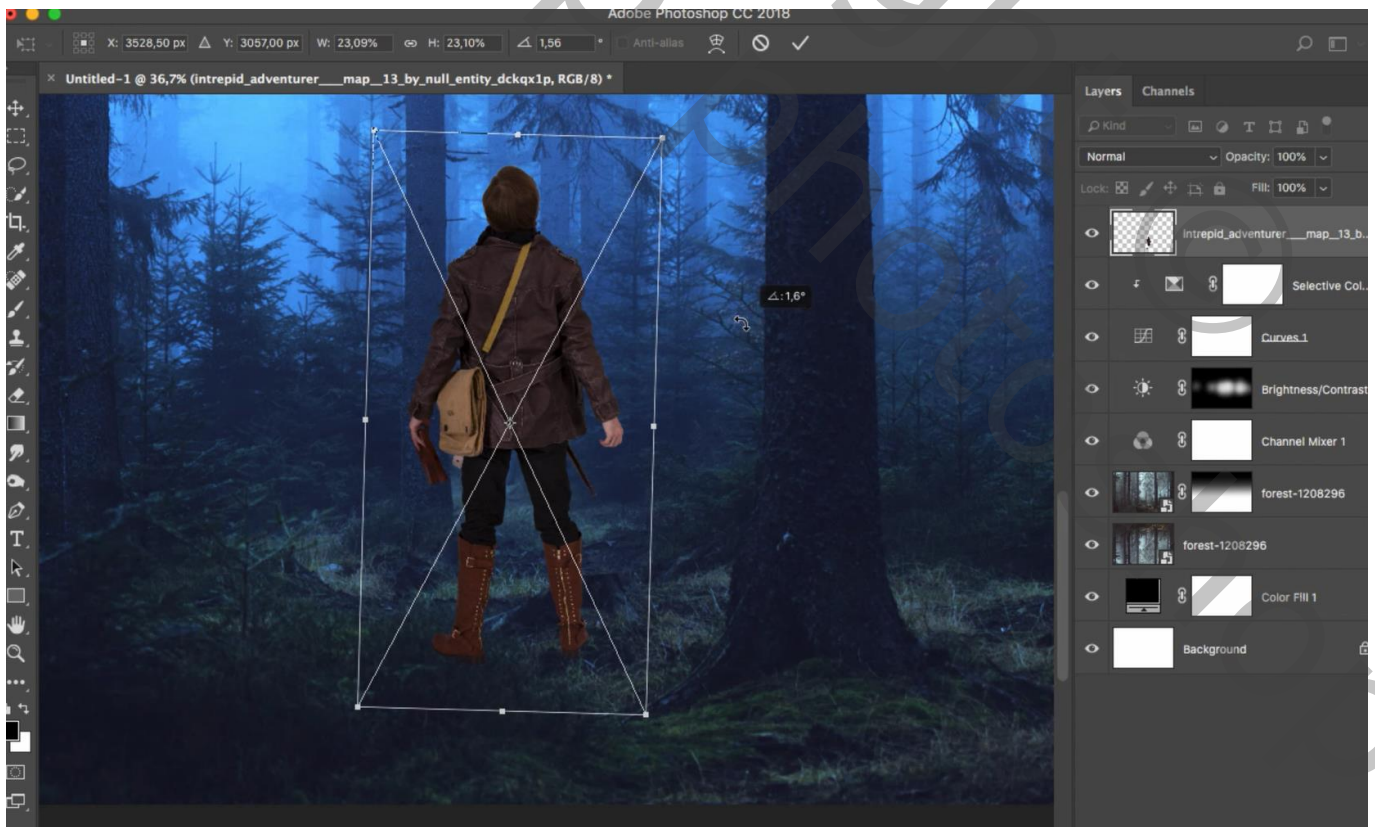 Adobe Photoshop CC 2018
X: 3528,50 px Y: 3057,00 px W: 23,09% H: 23,10% 1,56 ° Anti-alias
× Untitled-1 @ 36,7% (intrepid_adventurer___map__13_by_null_entity_dckqx1p, RGB/8) *
Layers Channels
Kind
Normal Opacity: 100%
Lock: Fill: 100%
intrepid_adventurer___map__13_b...
Selective Col...
1,6°
Curves 1
Brightness/Contrast
Channel Mixer 1
forest-1208296
forest-1208296
Color Fill 1
Background